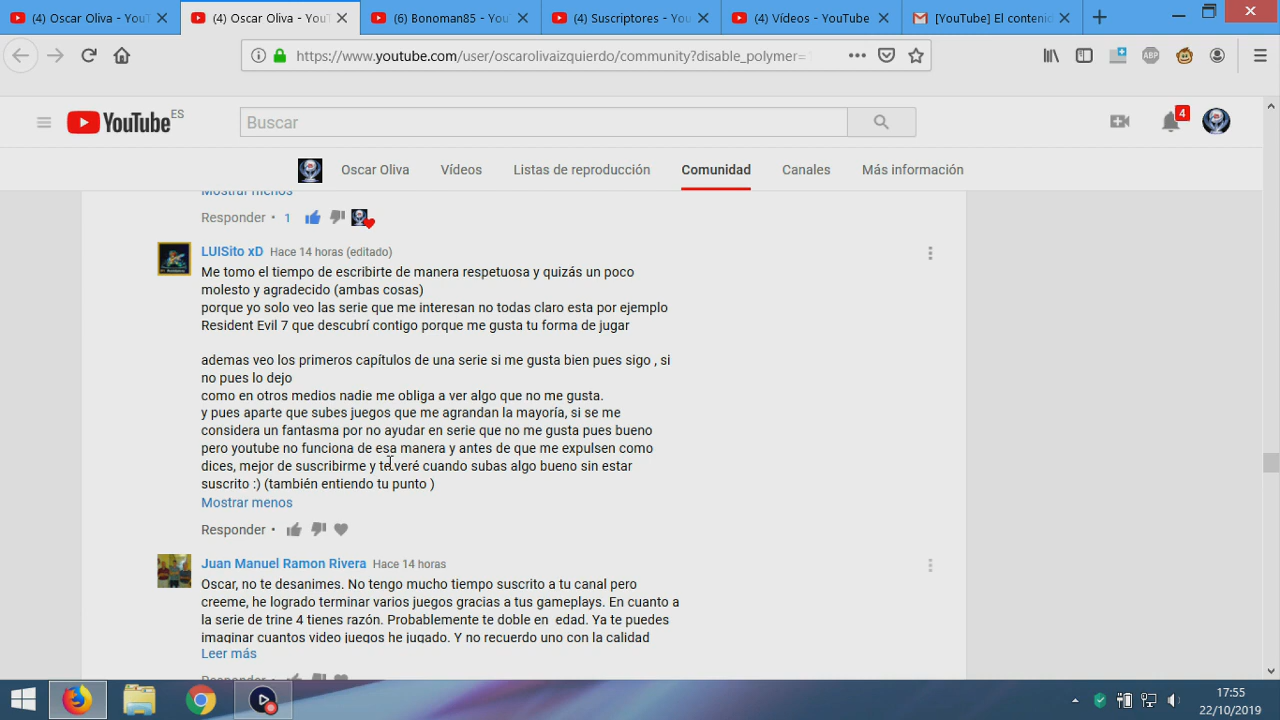 (4) Oscar Oliva - YouT
(4) Oscar Oliva - YouT
(6) Bonoman85 - You
(4) Suscriptores - You
(4) Vídeos - YouTube
[YouTube] El contenid
https://www.youtube.com/user/oscarolivaizquierdo/community?disable_polymer=
ABP
YouTube ES
Buscar
4
Oscar Oliva
Vídeos
Listas de reproducción
Comunidad
Canales
Más información
Mostrar menos
Responder • 1
LUISito xD Hace 14 horas (editado)
Me tomo el tiempo de escribirte de manera respetuosa y quizás un poco
molesto y agradecido (ambas cosas)
porque yo solo veo las serie que me interesan no todas claro esta por ejemplo
Resident Evil 7 que descubrí contigo porque me gusta tu forma de jugar
ademas veo los primeros capítulos de una serie si me gusta bien pues sigo , si
no pues lo dejo
como en otros medios nadie me obliga a ver algo que no me gusta.
y pues aparte que subes juegos que me agrandan la mayoría, si se me
considera un fantasma por no ayudar en serie que no me gusta pues bueno
pero youtube no funciona de esa manera y antes de que me expulsen como
dices, mejor de suscribirme y te veré cuando subas algo bueno sin estar
suscrito :) (también entiendo tu punto )
Mostrar menos
Responder •
Juan Manuel Ramon Rivera Hace 14 horas
Oscar, no te desanimes. No tengo mucho tiempo suscrito a tu canal pero
creeme, he logrado terminar varios juegos gracias a tus gameplays. En cuanto a
la serie de trine 4 tienes razón. Probablemente te doble en  edad. Ya te puedes
imaginar cuantos video juegos he jugado. Y no recuerdo uno con la calidad
Leer más
Responder •
17:55
22/10/2019